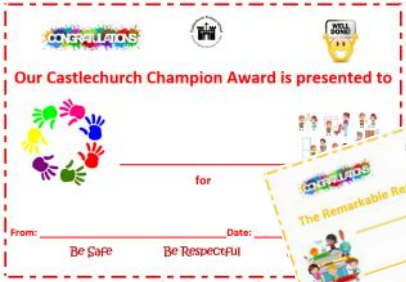 CONGRATULATIONS
WELL DONE!
Our Castlechurch Champion Award is presented to
for
From: Date:
Be Safe Be Respectful
CONGRATULATIONS
The Remarkable Re